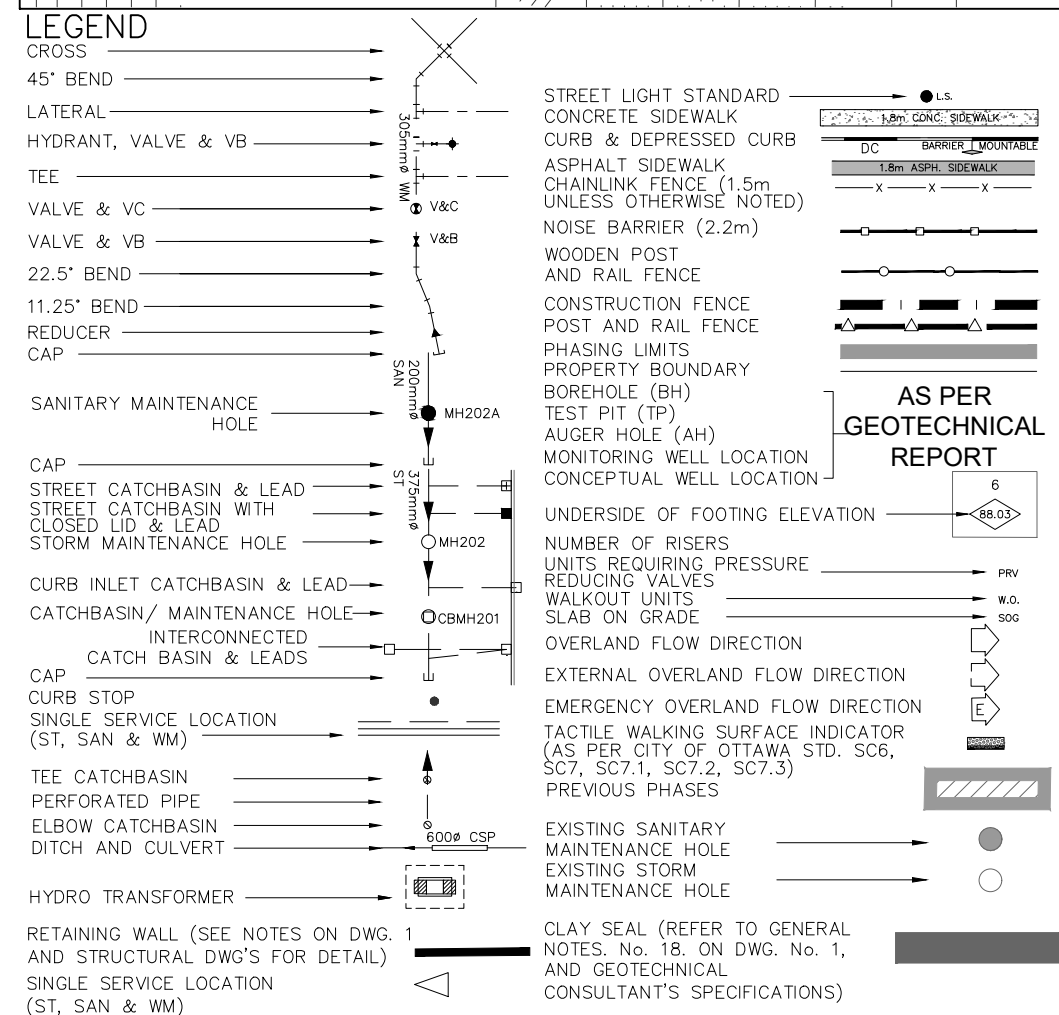 LEGEND
CROSS
45° BEND
LATERAL
HYDRANT, VALVE & VB
TEE
VALVE & VC
VALVE & VB
22.5° BEND
11.25° BEND
REDUCER
CAP
SANITARY MAINTENANCE
HOLE
CAP
STREET CATCHBASIN & LEAD
STREET CATCHBASIN WITH
CLOSED LID & LEAD
STORM MAINTENANCE HOLE
CURB INLET CATCHBASIN & LEAD
CATCHBASIN/ MAINTENANCE HOLE
INTERCONNECTED
CATCH BASIN & LEADS
CAP
CURB STOP
SINGLE SERVICE LOCATION
(ST, SAN & WM)
TEE CATCHBASIN
PERFORATED PIPE
ELBOW CATCHBASIN
DITCH AND CULVERT
HYDRO TRANSFORMER
RETAINING WALL (SEE NOTES ON DWG. 1
AND STRUCTURAL DWG'S FOR DETAIL)
SINGLE SERVICE LOCATION
(ST, SAN & WM)
305mmø WM
V&C
V&B
200mmø
SAN
MH202A
375mmø
ST
MH202
CBMH201
600ø CSP
STREET LIGHT STANDARD
L.S.
CONCRETE SIDEWALK
1.8m CONC. SIDEWALK
CURB & DEPRESSED CURB
DC BARRIER MOUNTABLE
ASPHALT SIDEWALK
1.8m ASPH. SIDEWALK
CHAINLINK FENCE (1.5m
UNLESS OTHERWISE NOTED)
X X X
NOISE BARRIER (2.2m)
WOODEN POST
AND RAIL FENCE
CONSTRUCTION FENCE
POST AND RAIL FENCE
PHASING LIMITS
PROPERTY BOUNDARY
BOREHOLE (BH)
TEST PIT (TP)
AUGER HOLE (AH)
MONITORING WELL LOCATION
CONCEPTUAL WELL LOCATION
AS PER
GEOTECHNICAL
REPORT
6
UNDERSIDE OF FOOTING ELEVATION
88.03
NUMBER OF RISERS
UNITS REQUIRING PRESSURE
REDUCING VALVES
PRV
WALKOUT UNITS
W.O.
SLAB ON GRADE
SOG
OVERLAND FLOW DIRECTION
EXTERNAL OVERLAND FLOW DIRECTION
EMERGENCY OVERLAND FLOW DIRECTION
E
TACTILE WALKING SURFACE INDICATOR
(AS PER CITY OF OTTAWA STD. SC6,
SC7, SC7.1, SC7.2, SC7.3)
PREVIOUS PHASES
EXISTING SANITARY
MAINTENANCE HOLE
EXISTING STORM
MAINTENANCE HOLE
CLAY SEAL (REFER TO GENERAL
NOTES. No. 18. ON DWG. No. 1,
AND GEOTECHNICAL
CONSULTANT'S SPECIFICATIONS)